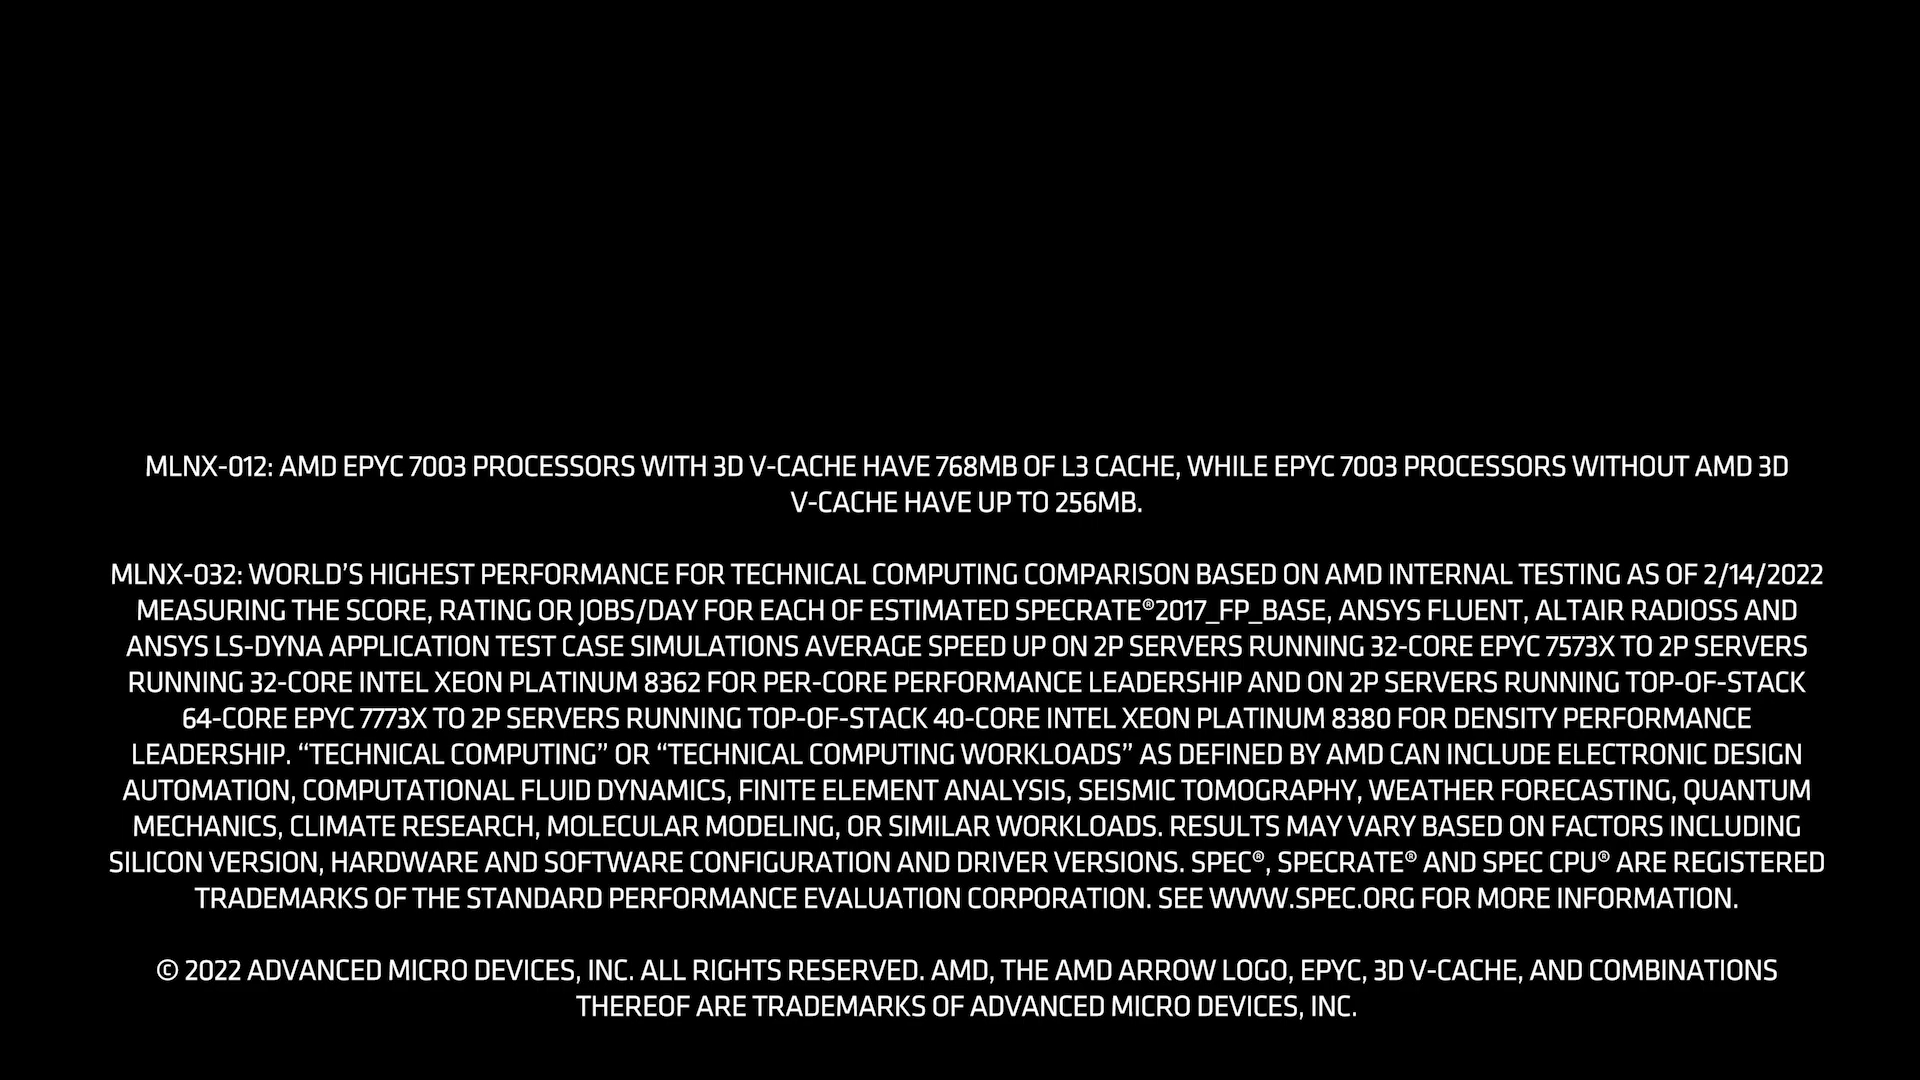 MLNX-012: AMD EPYC 7003 PROCESSORS WITH 3D V-CACHE HAVE 768MB OF L3 CACHE, WHILE EPYC 7003 PROCESSORS WITHOUT AMD 3D
V-CACHE HAVE UP TO 256MB.
MLNX-032: WORLD’S HIGHEST PERFORMANCE FOR TECHNICAL COMPUTING COMPARISON BASED ON AMD INTERNAL TESTING AS OF 2/14/2022
MEASURING THE SCORE, RATING OR JOBS/DAY FOR EACH OF ESTIMATED SPECRATE®2017_FP_BASE, ANSYS FLUENT, ALTAIR RADIOSS AND
ANSYS LS-DYNA APPLICATION TEST CASE SIMULATIONS AVERAGE SPEED UP ON 2P SERVERS RUNNING 32-CORE EPYC 7573X TO 2P SERVERS
RUNNING 32-CORE INTEL XEON PLATINUM 8362 FOR PER-CORE PERFORMANCE LEADERSHIP AND ON 2P SERVERS RUNNING TOP-OF-STACK
64-CORE EPYC 7773X TO 2P SERVERS RUNNING TOP-OF-STACK 40-CORE INTEL XEON PLATINUM 8380 FOR DENSITY PERFORMANCE
LEADERSHIP. “TECHNICAL COMPUTING” OR “TECHNICAL COMPUTING WORKLOADS” AS DEFINED BY AMD CAN INCLUDE ELECTRONIC DESIGN
AUTOMATION, COMPUTATIONAL FLUID DYNAMICS, FINITE ELEMENT ANALYSIS, SEISMIC TOMOGRAPHY, WEATHER FORECASTING, QUANTUM
MECHANICS, CLIMATE RESEARCH, MOLECULAR MODELING, OR SIMILAR WORKLOADS. RESULTS MAY VARY BASED ON FACTORS INCLUDING
SILICON VERSION, HARDWARE AND SOFTWARE CONFIGURATION AND DRIVER VERSIONS. SPEC®, SPECRATE® AND SPEC CPU® ARE REGISTERED
TRADEMARKS OF THE STANDARD PERFORMANCE EVALUATION CORPORATION. SEE WWW.SPEC.ORG FOR MORE INFORMATION.
© 2022 ADVANCED MICRO DEVICES, INC. ALL RIGHTS RESERVED. AMD, THE AMD ARROW LOGO, EPYC, 3D V-CACHE, AND COMBINATIONS
THEREOF ARE TRADEMARKS OF ADVANCED MICRO DEVICES, INC.